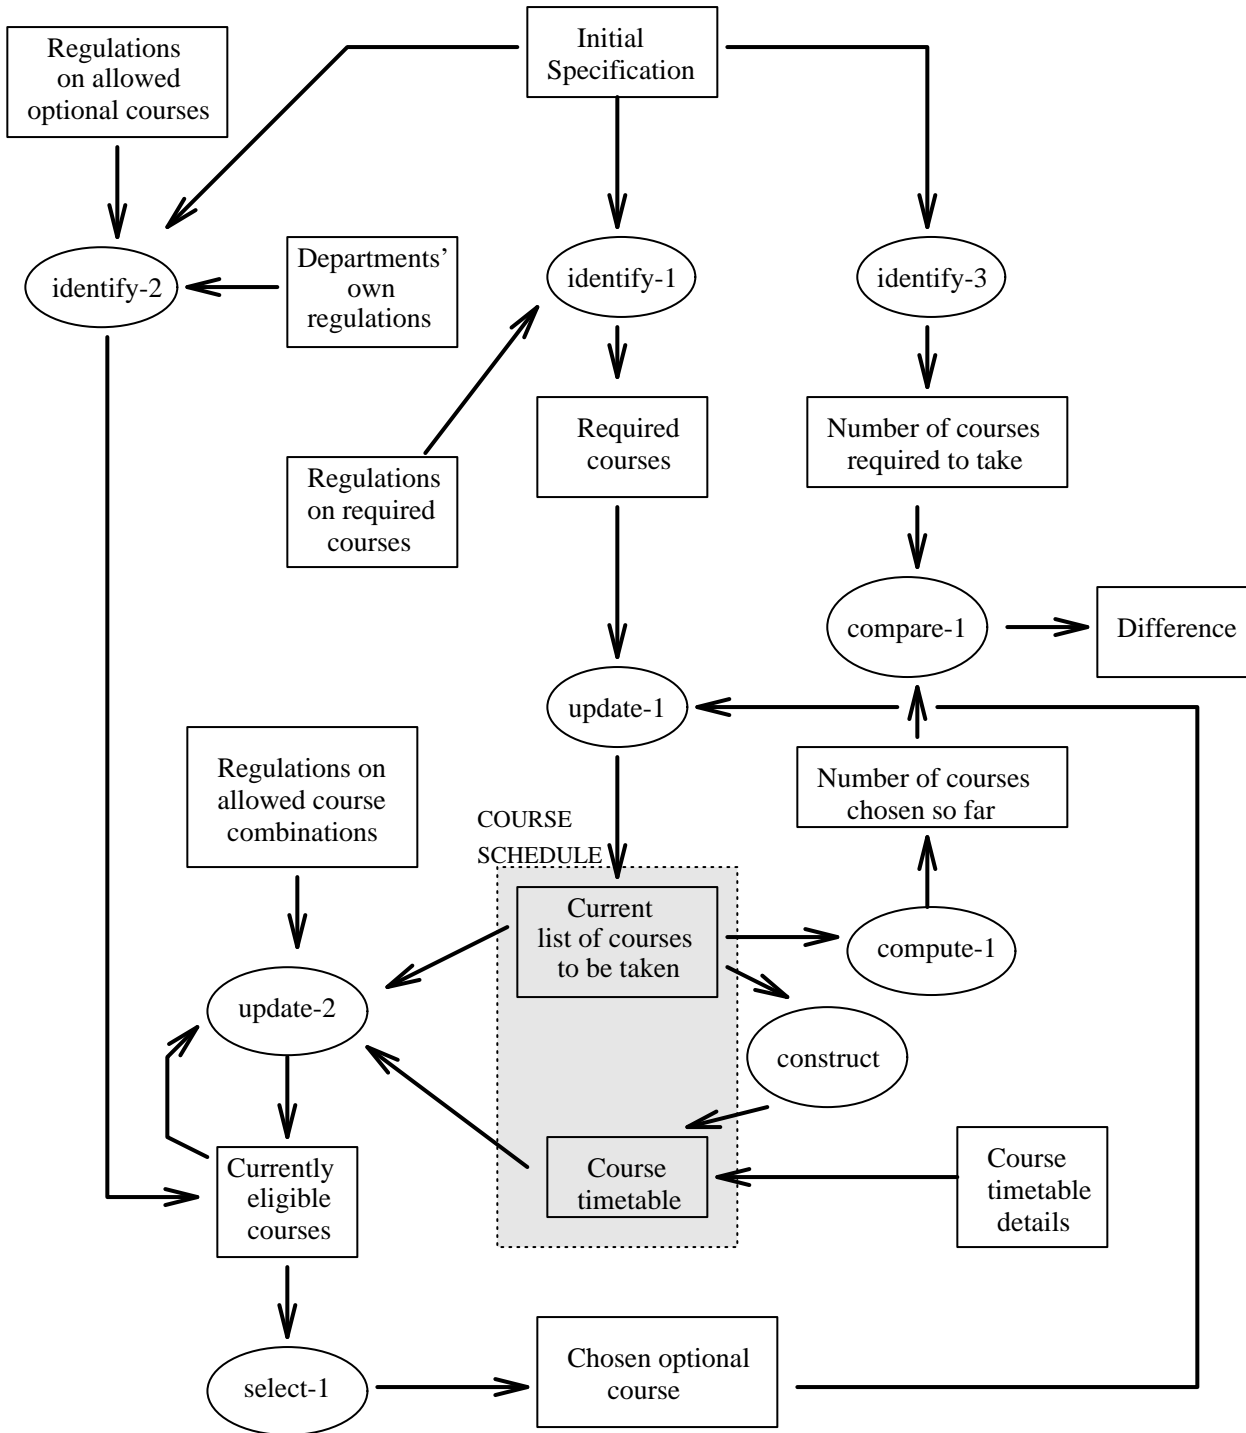 Regulations
on allowed
optional courses
Initial
Specification
identify-2
Departments'
own
regulations
identify-1
identify-3
Regulations
on required
courses
Required
courses
Number of courses
required to take
compare-1
Difference
update-1
Regulations on
allowed course
combinations
Number of courses
chosen so far
COURSE
SCHEDULE
Current
list of courses
to be taken
compute-1
update-2
construct
Currently
eligible
courses
Course
timetable
Course
timetable
details
select-1
Chosen optional
course